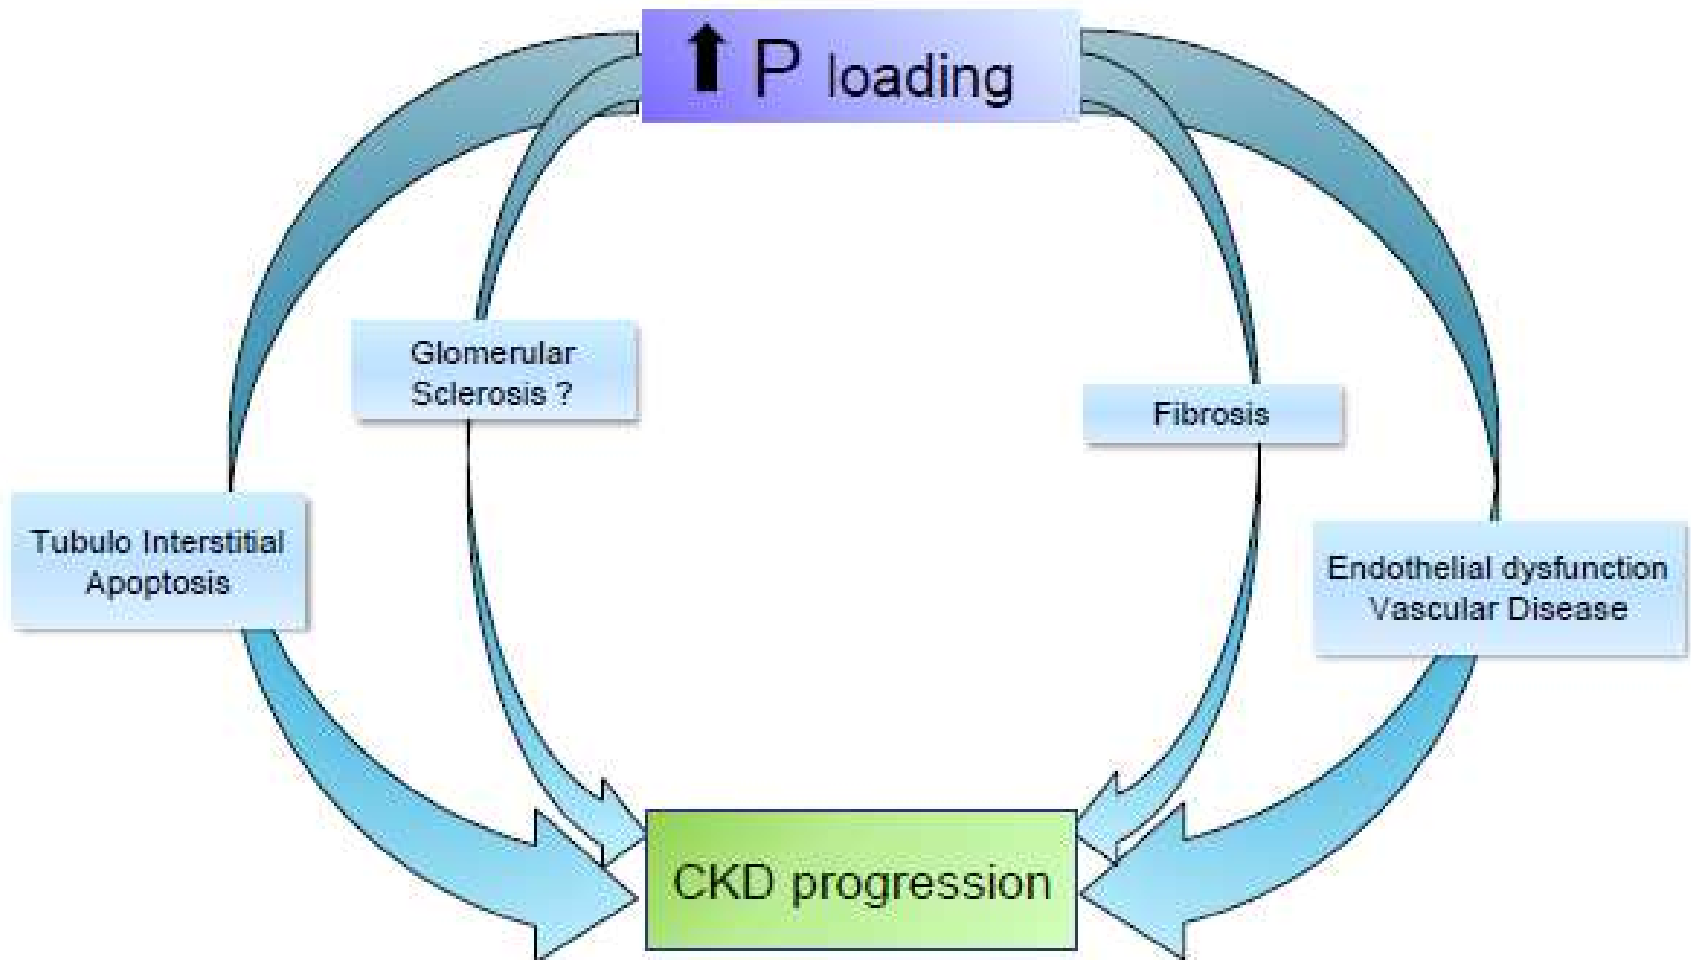 ⬆ P loading
Glomerular
Sclerosis ?
Fibrosis
Tubulo Interstitial
Apoptosis
Endothelial dysfunction
Vascular Disease
CKD progression